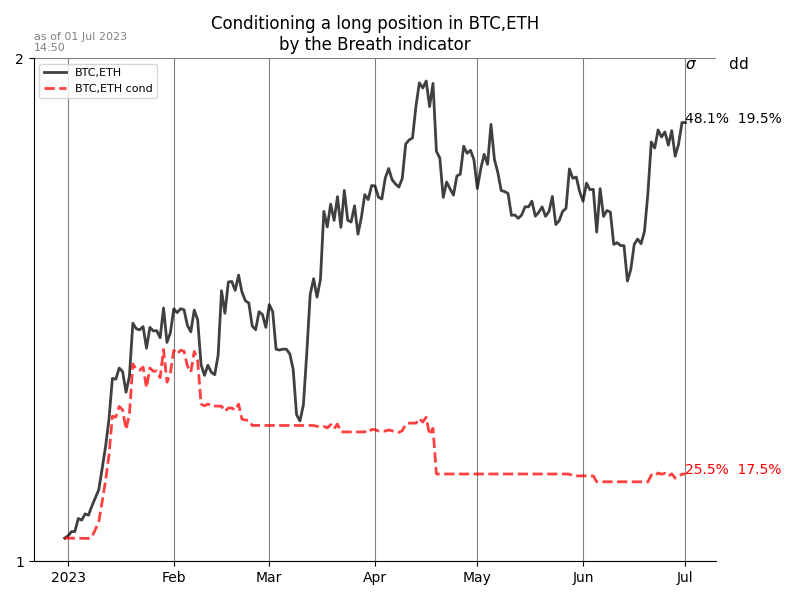 Conditioning a long position in BTC,ETH
by the Breath indicator
as of 01 Jul 2023
14:50
2
σ dd
BTC,ETH
BTC,ETH cond
48.1% 19.5%
25.5% 17.5%
1
2023 Feb Mar Apr May Jun Jul